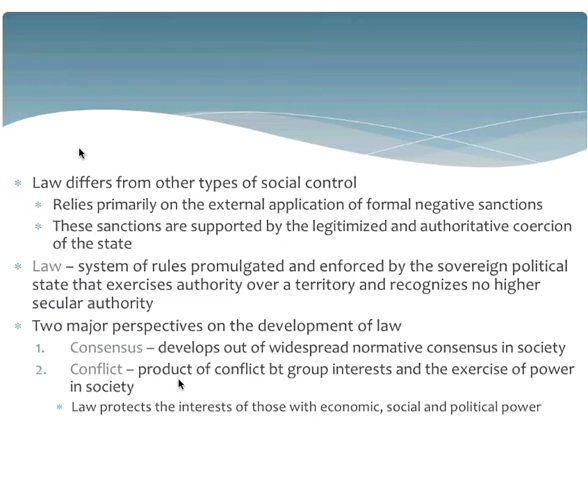 * Law differs from other types of social control
* Relies primarily on the external application of formal negative sanctions
* These sanctions are supported by the legitimized and authoritative coercion
of the state
* Law – system of rules promulgated and enforced by the sovereign political
state that exercises authority over a territory and recognizes no higher
secular authority
* Two major perspectives on the development of law
1. Consensus – develops out of widespread normative consensus in society
2. Conflict – product of conflict bt group interests and the exercise of power
in society
* Law protects the interests of those with economic, social and political power